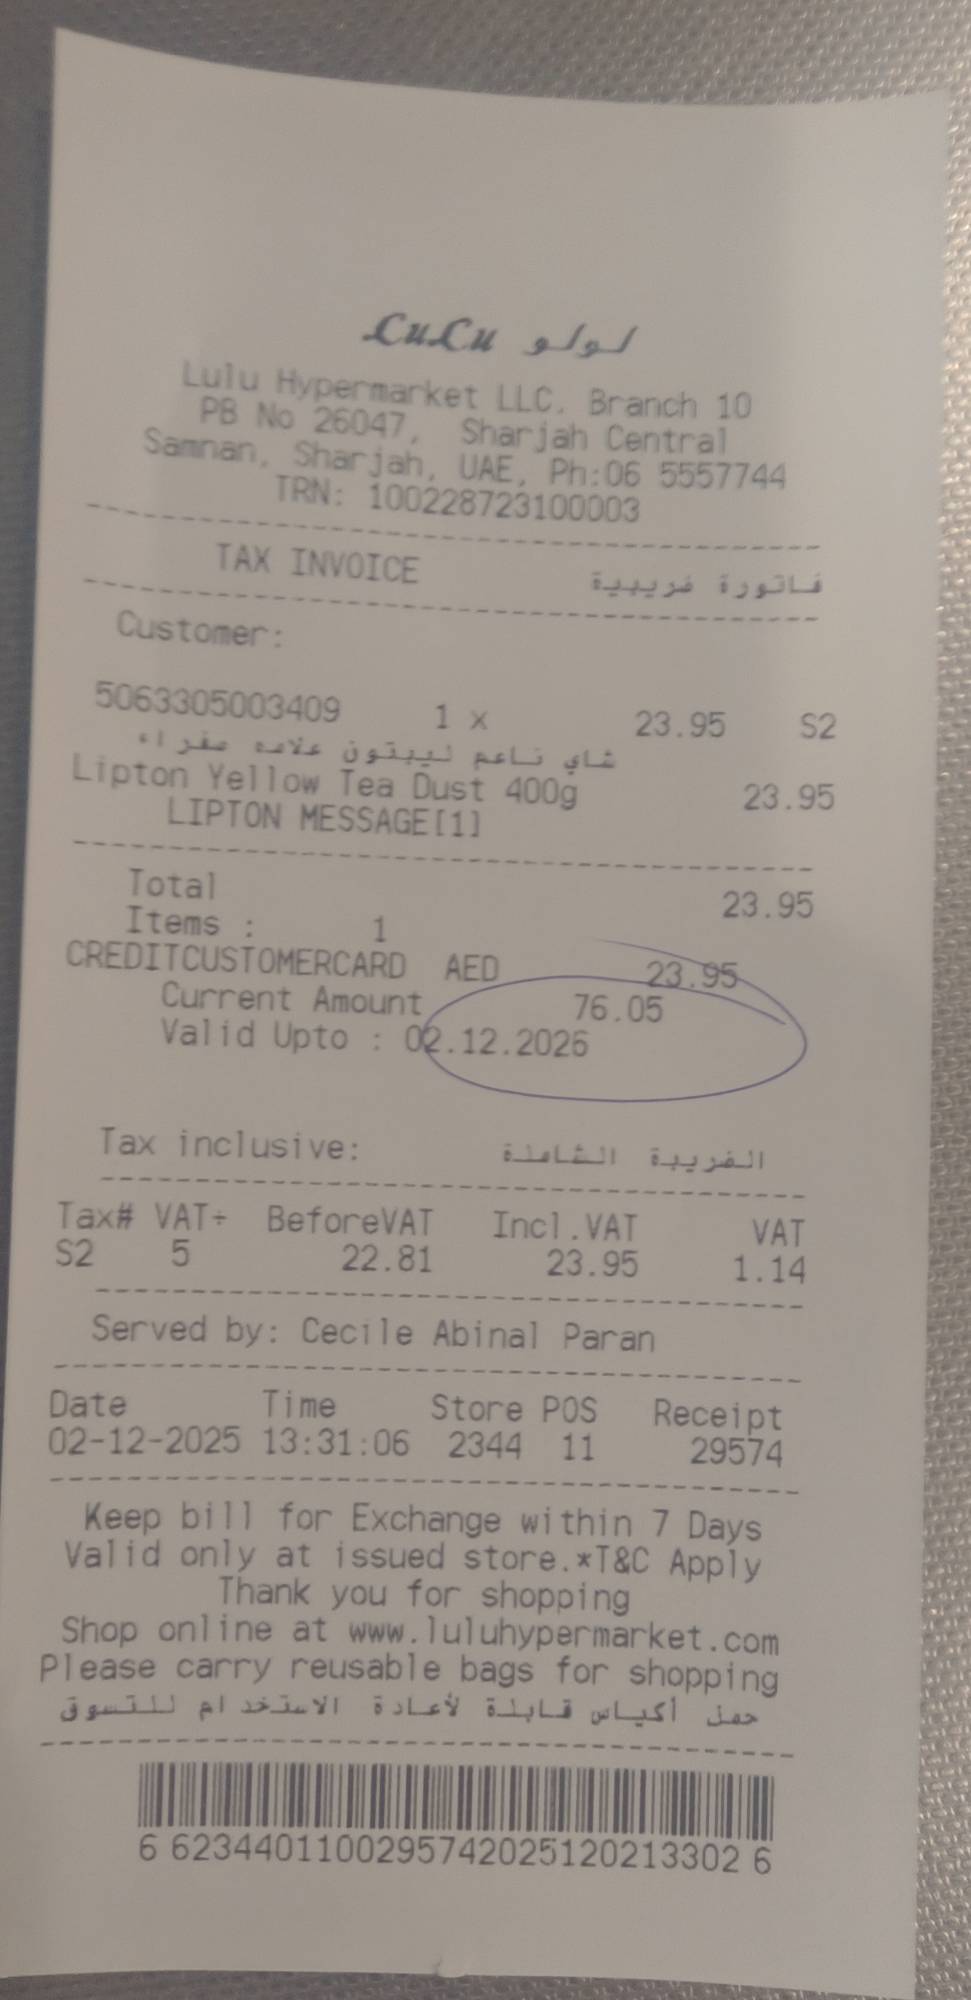 LuLu لولو
Lulu Hypermarket LLC. Branch 10
PB No 26047, Sharjah Central
Samnan, Sharjah, UAE, Ph:06 5557744
TRN: 100228723100003
TAX INVOICE فاتورة ضريبية
Customer:
5063305003409 1 x 23.95 S2
شاي ناعم ليبتون علامه صفراء
Lipton Yellow Tea Dust 400g 23.95
LIPTON MESSAGE[1]
Total 23.95
Items : 1
CREDITCUSTOMERCARD AED 23.95
Current Amount 76.05
Valid Upto : 02.12.2026
Tax inclusive: الضريبة الشاملة
Tax# VAT÷ BeforeVAT Incl.VAT VAT
S2 5 22.81 23.95 1.14
Served by: Cecile Abinal Paran
Date Time Store POS Receipt
02-12-2025 13:31:06 2344 11 29574
Keep bill for Exchange within 7 Days
Valid only at issued store.*T&C Apply
Thank you for shopping
Shop online at www.luluhypermarket.com
Please carry reusable bags for shopping
حمل أكياس قابلة لأعادة الاستخدام للتسوق
6 623440110029574202512021330​2 6